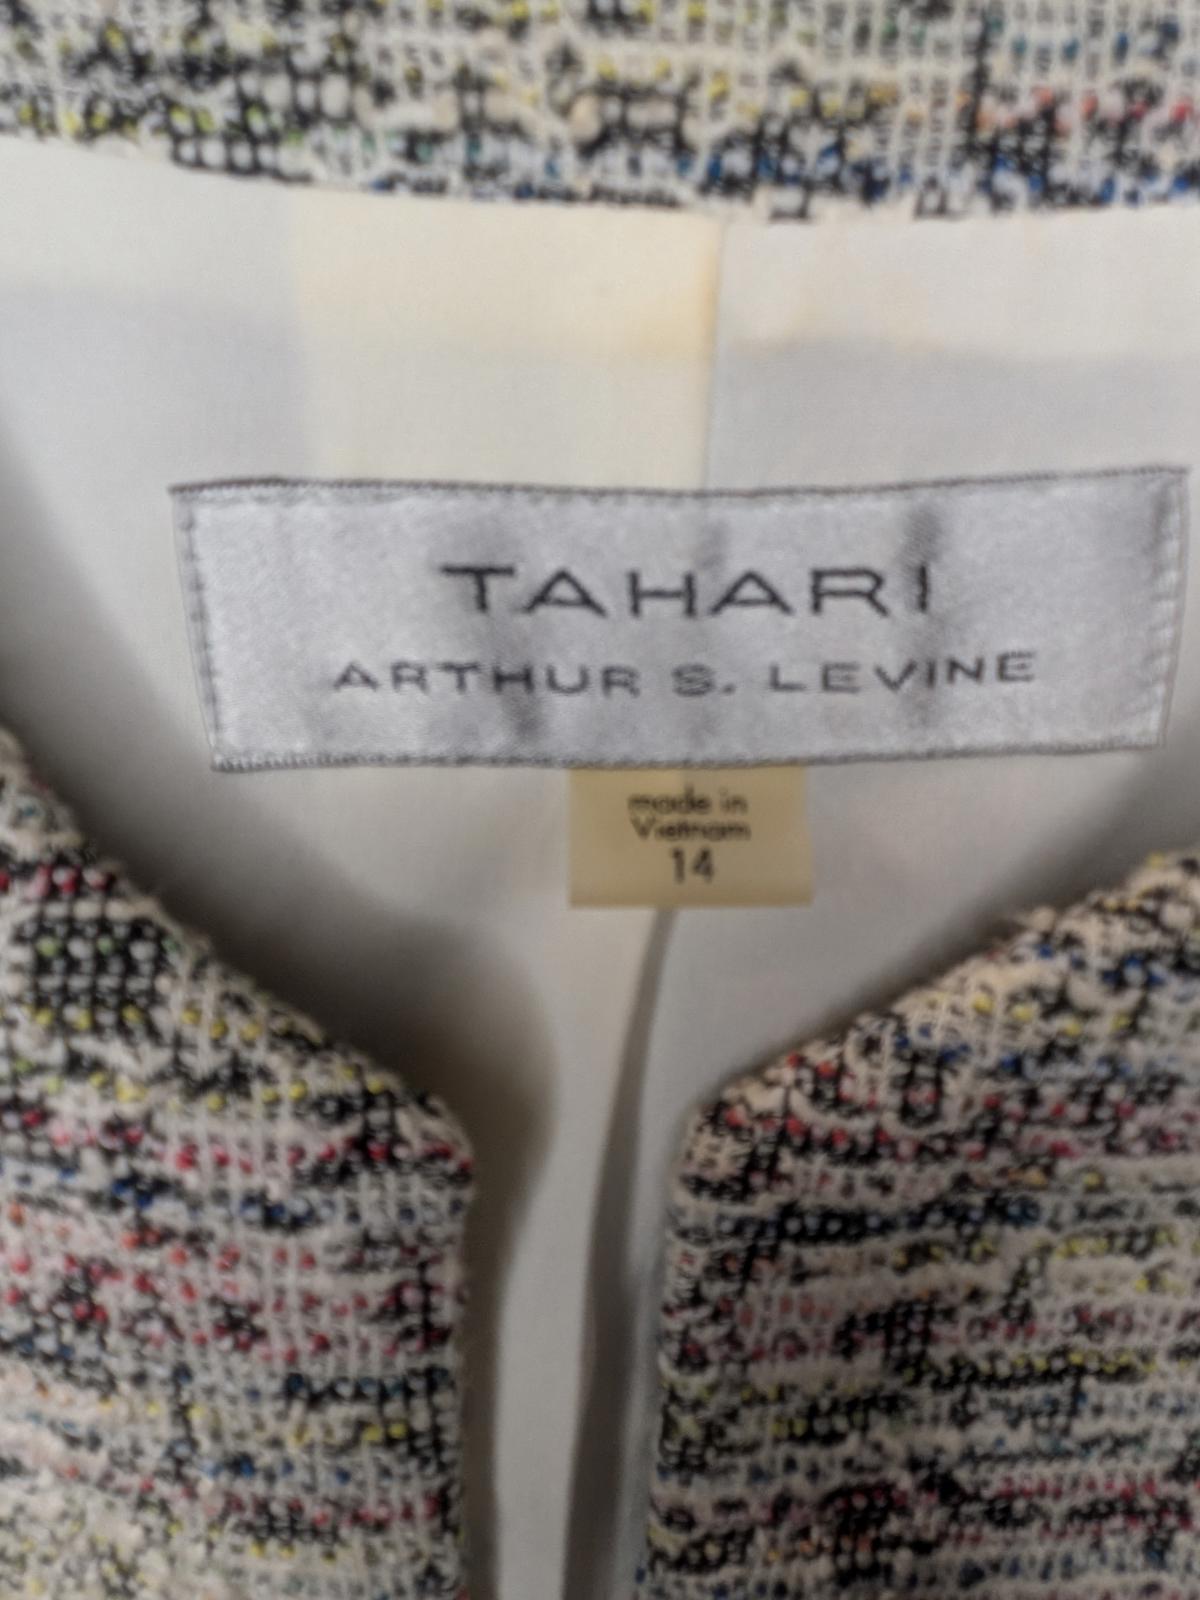 TAHARI
ARTHUR S. LEVINE
made in
Vietnam
14